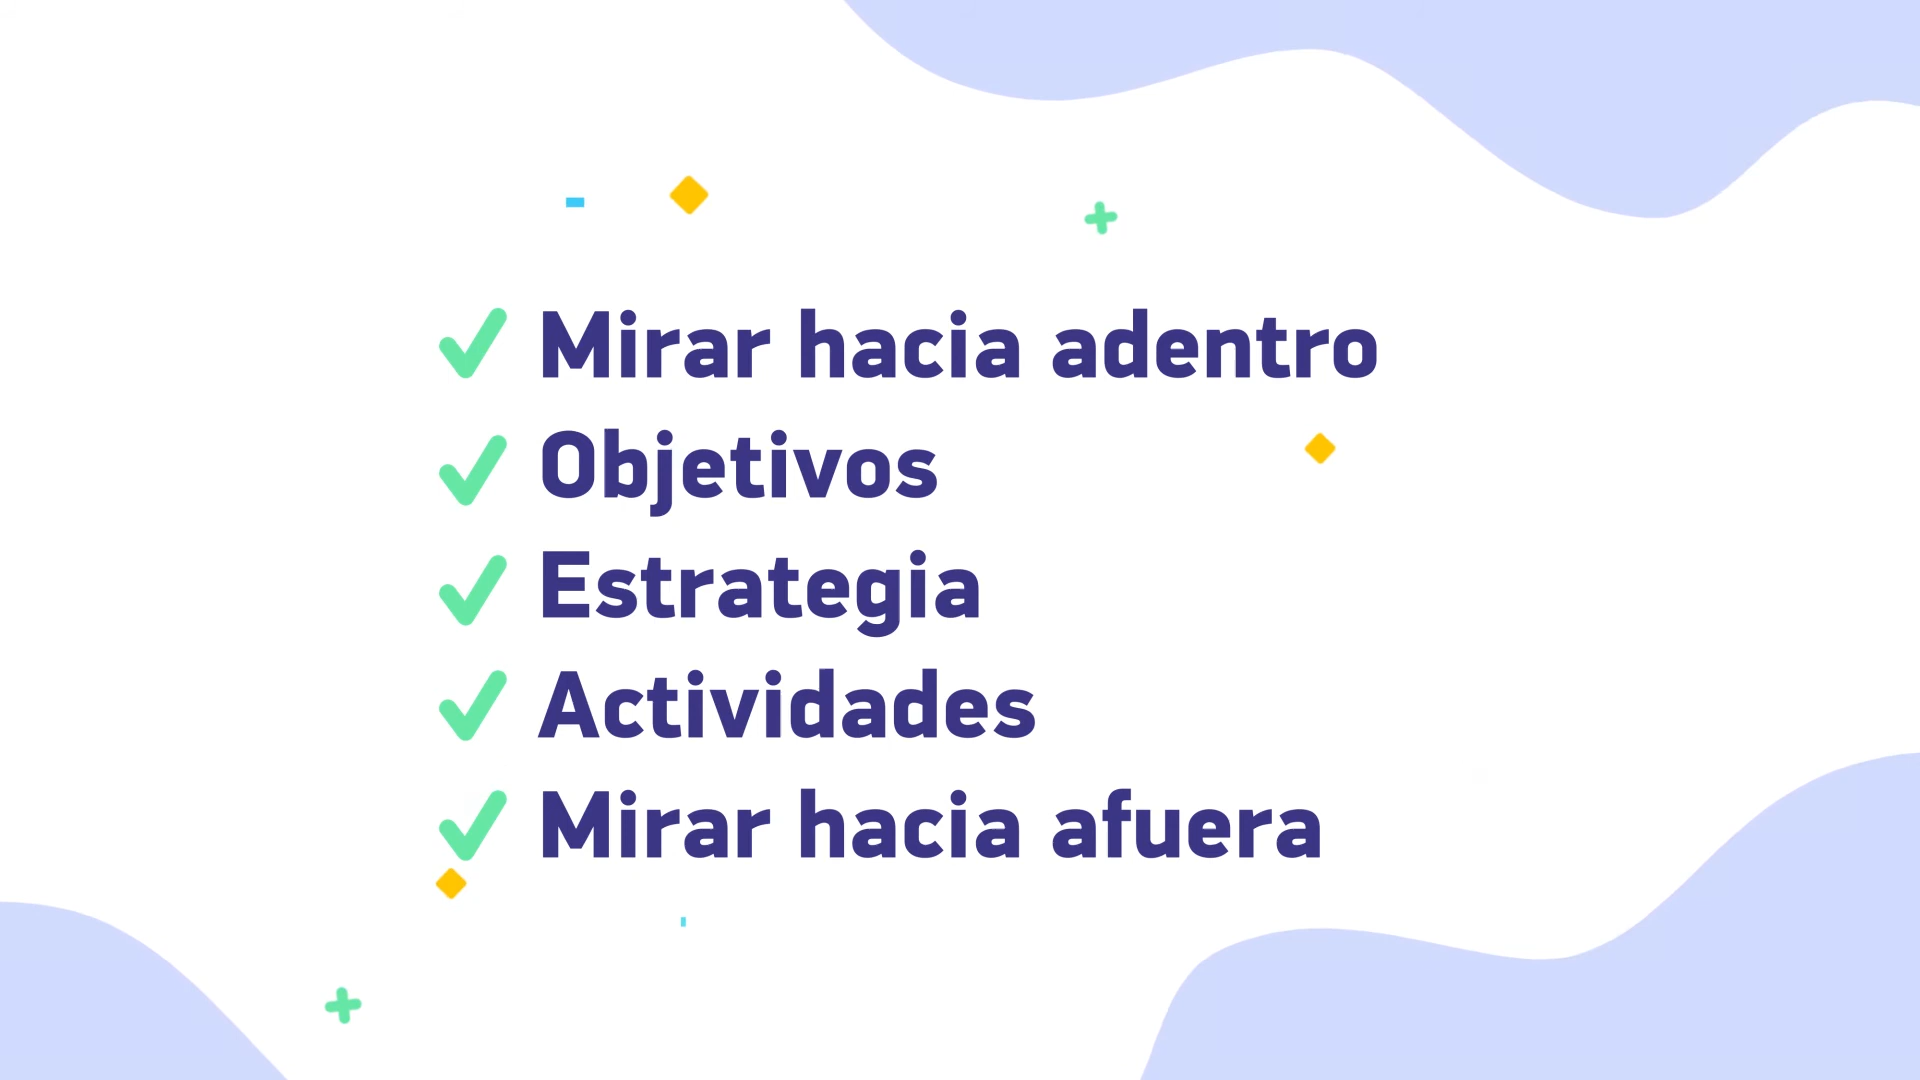 Mirar hacia adentro
Objetivos
Estrategia
Actividades
Mirar hacia afuera